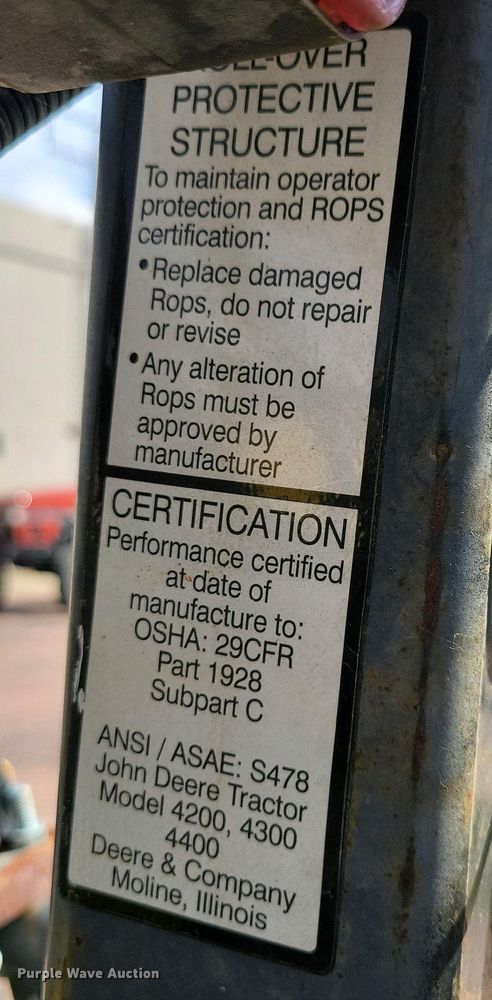 ROLL-OVER
PROTECTIVE
STRUCTURE
To maintain operator
protection and ROPS
certification:
• Replace damaged
Rops, do not repair
or revise
• Any alteration of
Rops must be
approved by
manufacturer
CERTIFICATION
Performance certified
at date of
manufacture to:
OSHA: 29CFR
Part 1928
Subpart C
ANSI / ASAE: S478
John Deere Tractor
Model 4200, 4300
4400
Deere & Company
Moline, Illinois
Purple Wave Auction